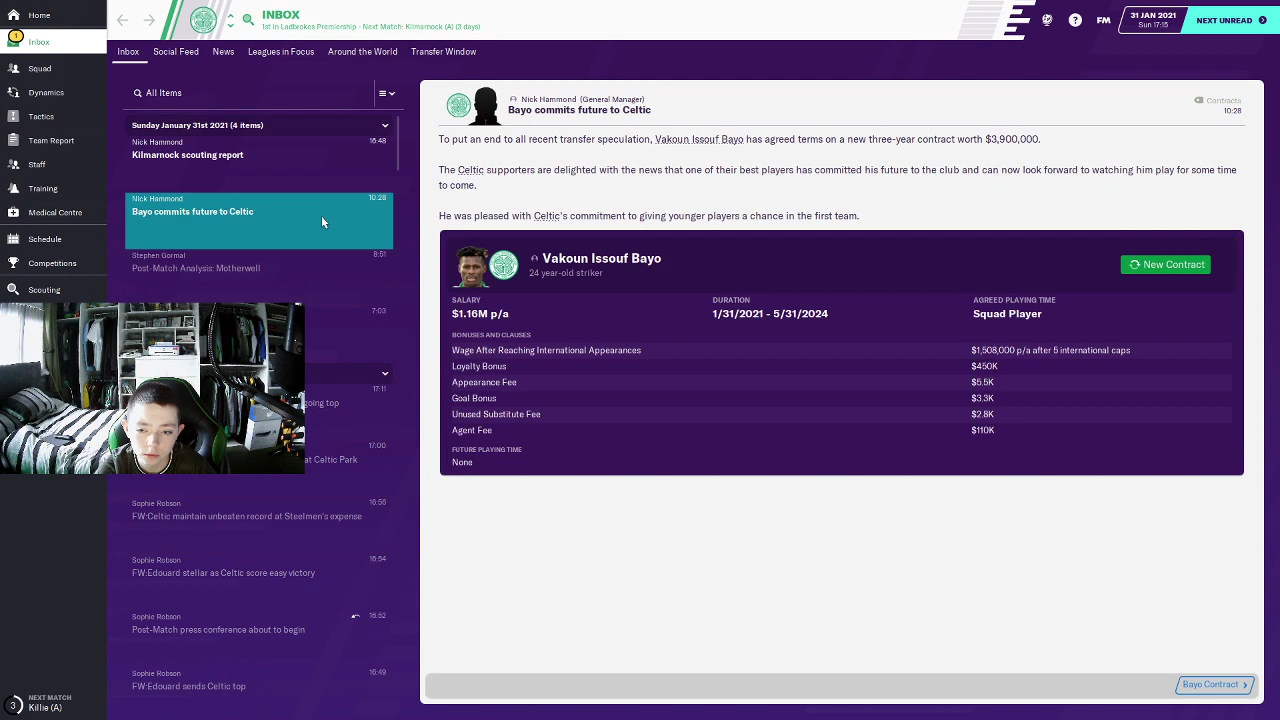 INBOX
1st in Ladbrokes Premiership - Next Match: Kilmarnock (A) (3 days)
?
FM
31 JAN 2021
Sun 17:15
NEXT UNREAD
1
Inbox
Squad
Dynamics
Tactics
Team Report
Staff
Training
Medical Centre
Schedule
Competitions
Scouting
Inbox
Social Feed
News
Leagues in Focus
Around the World
Transfer Window
All Items
Sunday January 31st 2021 (4 items)
Nick Hammond
16:48
Kilmarnock scouting report
Nick Hammond
10:28
Bayo commits future to Celtic
Stephen Gormal
8:51
Post-Match Analysis: Motherwell
7:03
17:11
going top
17:00
at Celtic Park
Sophie Robson
16:56
FW:Celtic maintain unbeaten record at Steelmen's expense
Sophie Robson
16:54
FW:Edouard stellar as Celtic score easy victory
Sophie Robson
16:52
Post-Match press conference about to begin
Sophie Robson
16:49
FW:Edouard sends Celtic top
3
NEXT MATCH
Killie (A)
Nick Hammond (General Manager)
Bayo commits future to Celtic
Contracts
10:28
To put an end to all recent transfer speculation, Vakoun Issouf Bayo has agreed terms on a new three-year contract worth $3,900,000.
The Celtic supporters are delighted with the news that one of their best players has committed his future to the club and can now look forward to watching him play for some time
to come.
He was pleased with Celtic's commitment to giving younger players a chance in the first team.
Vakoun Issouf Bayo
24 year-old striker
New Contract
SALARY
DURATION
AGREED PLAYING TIME
$1.16M p/a
1/31/2021 - 5/31/2024
Squad Player
BONUSES AND CLAUSES
Wage After Reaching International Appearances
$1,508,000 p/a after 5 international caps
Loyalty Bonus
$450K
Appearance Fee
$5.5K
Goal Bonus
$3.3K
Unused Substitute Fee
$2.8K
Agent Fee
$110K
FUTURE PLAYING TIME
None
Bayo Contract